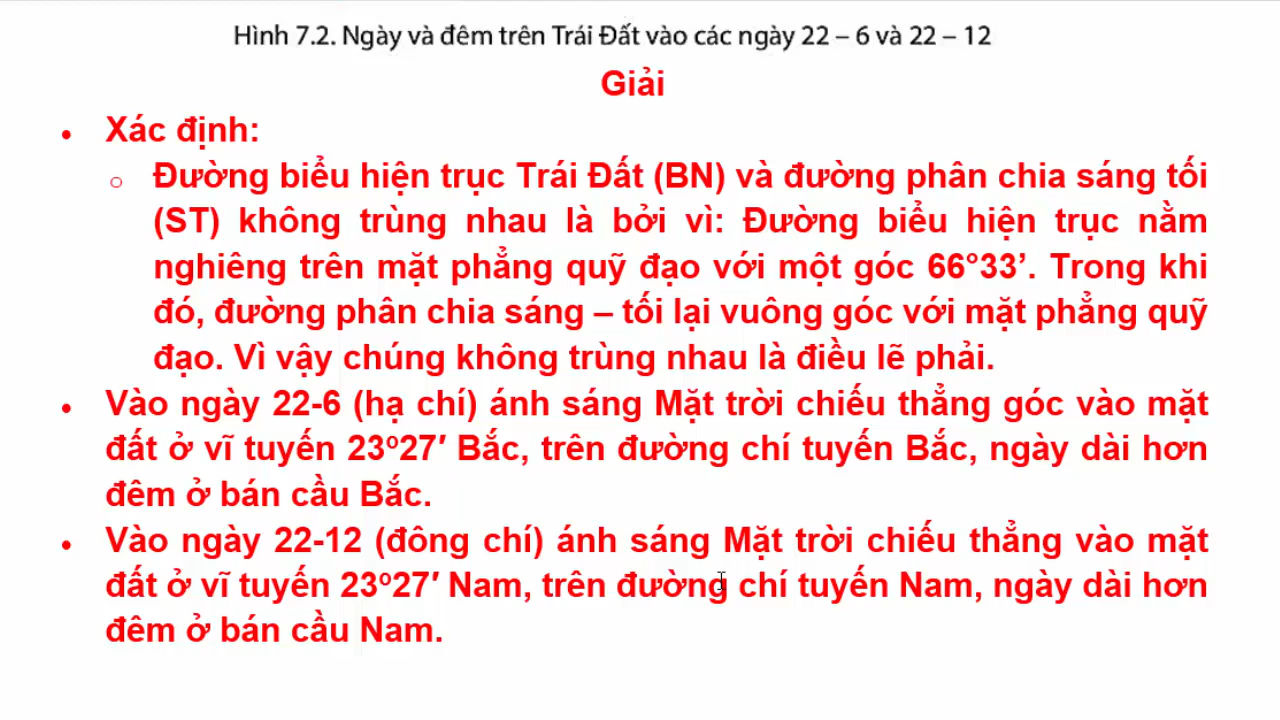 Hình 7.2. Ngày và đêm trên Trái Đất vào các ngày 22 – 6 và 22 – 12
Giải
• Xác định:
o Đường biểu hiện trục Trái Đất (BN) và đường phân chia sáng tối
(ST) không trùng nhau là bởi vì: Đường biểu hiện trục nằm
nghiêng trên mặt phẳng quỹ đạo với một góc 66°33’. Trong khi
đó, đường phân chia sáng – tối lại vuông góc với mặt phẳng quỹ
đạo. Vì vậy chúng không trùng nhau là điều lẽ phải.
• Vào ngày 22-6 (hạ chí) ánh sáng Mặt trời chiếu thẳng góc vào mặt
đất ở vĩ tuyến 23º27′ Bắc, trên đường chí tuyến Bắc, ngày dài hơn
đêm ở bán cầu Bắc.
• Vào ngày 22-12 (đông chí) ánh sáng Mặt trời chiếu thẳng vào mặt
đất ở vĩ tuyến 23º27′ Nam, trên đường chí tuyến Nam, ngày dài hơn
đêm ở bán cầu Nam.